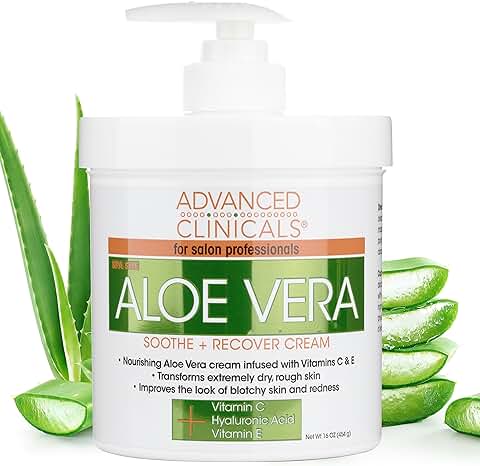 ADVANCED
CLINICALS®
for salon professionals
ALOE VERA
SOOTHE + RECOVER CREAM
• Nourishing Aloe Vera cream infused with Vitamins C & E
• Transforms extremely dry, rough skin
• Improves the look of blotchy skin and redness
+
Vitamin C
Hyaluronic Acid
Vitamin E
Net Wt 16 OZ (454 g)